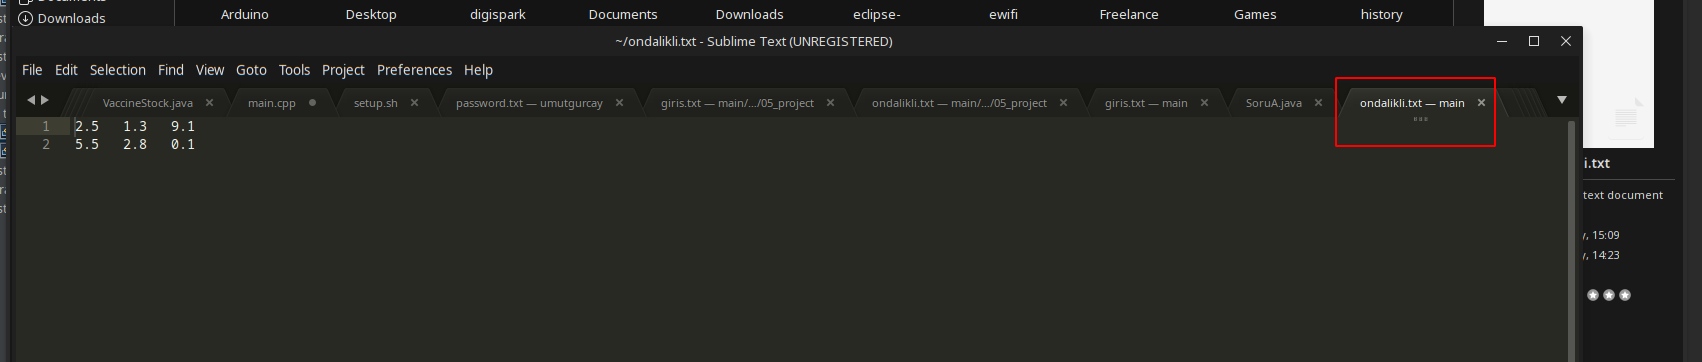 Downloads
Arduino Desktop digispark Documents Downloads eclipse- ewifi Freelance Games history
~/ondalikli.txt - Sublime Text (UNREGISTERED)
File Edit Selection Find View Goto Tools Project Preferences Help
VaccineStock.java main.cpp setup.sh password.txt — umutgurcay giris.txt — main/.../05_project ondalikli.txt — main/.../05_project giris.txt — main SoruA.java ondalikli.txt — main
1 2.5 1.3 9.1
2 5.5 2.8 0.1
i.txt
text document
y, 15:09
y, 14:23